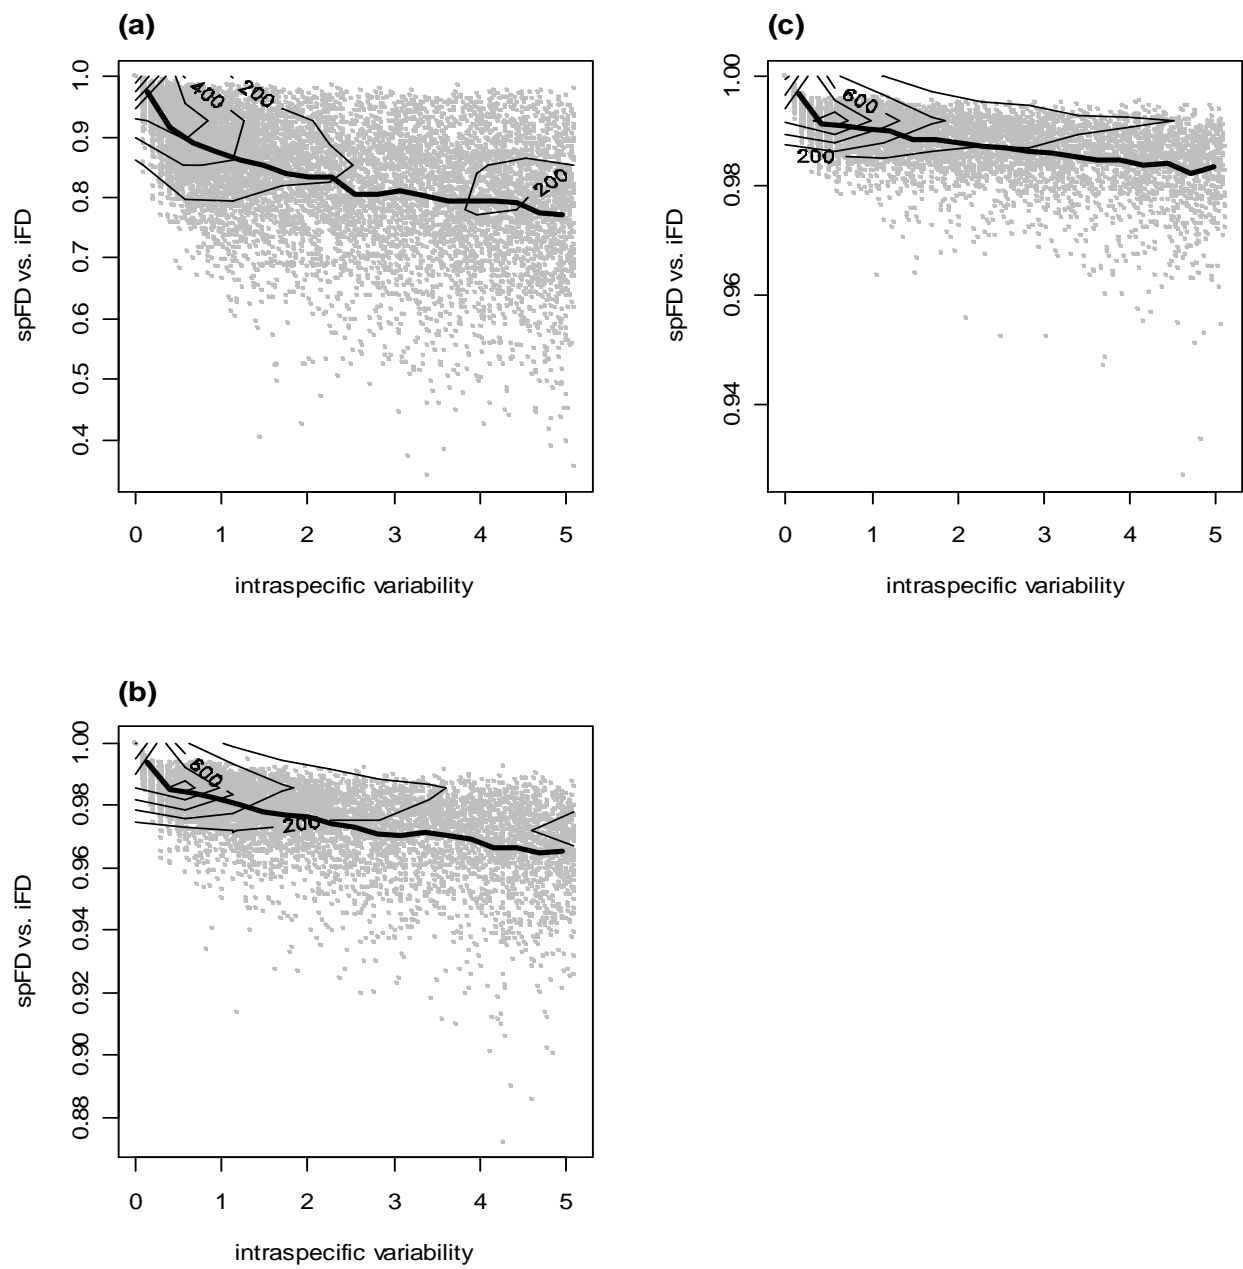 (a)
1.0
0.9
0.8
0.7
0.6
0.5
0.4
spFD vs. iFD
400
200
200
0 1 2 3 4 5
intraspecific variability
(c)
1.00
0.98
0.96
0.94
spFD vs. iFD
600
200
0 1 2 3 4 5
intraspecific variability
(b)
1.00
0.98
0.96
0.94
0.92
0.90
0.88
spFD vs. iFD
600
200
0 1 2 3 4 5
intraspecific variability